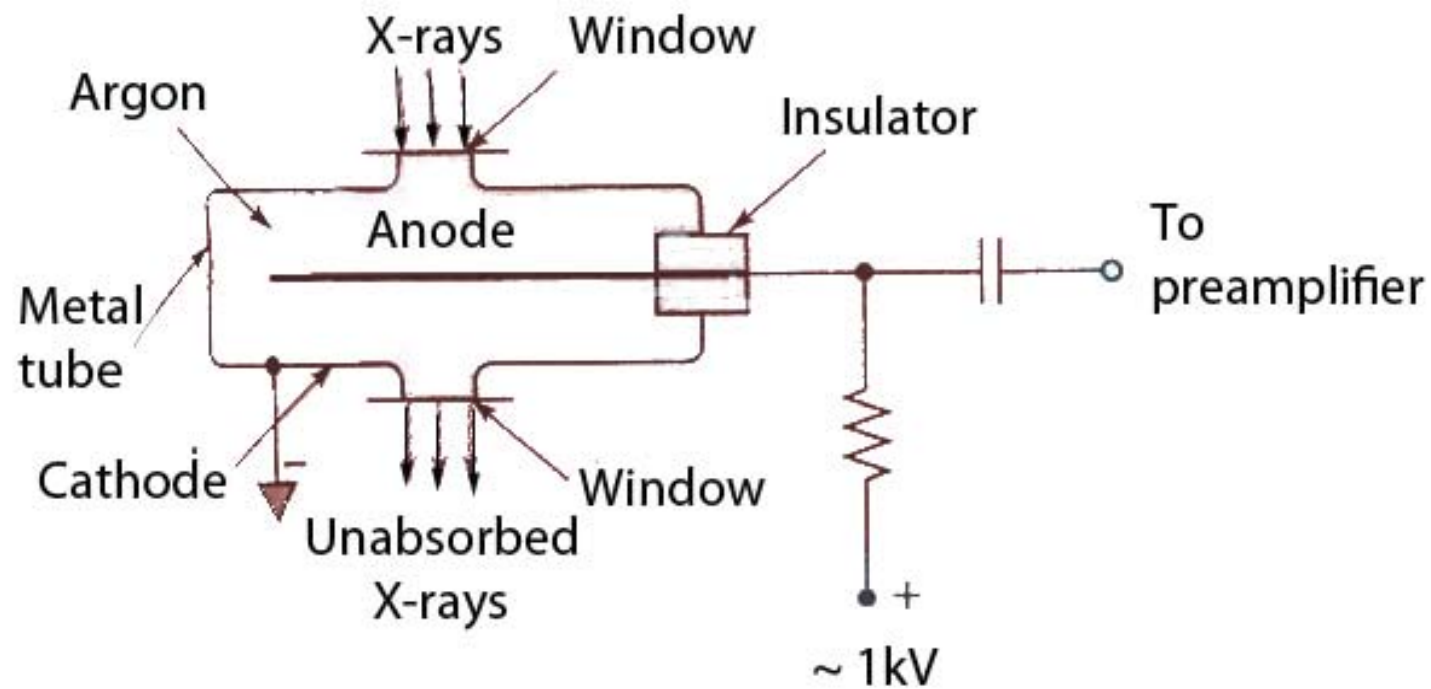 X-rays
Window
Argon
Insulator
Anode
To
preamplifier
Metal
tube
Cathode
−
Window
Unabsorbed
X-rays
+
~ 1kV